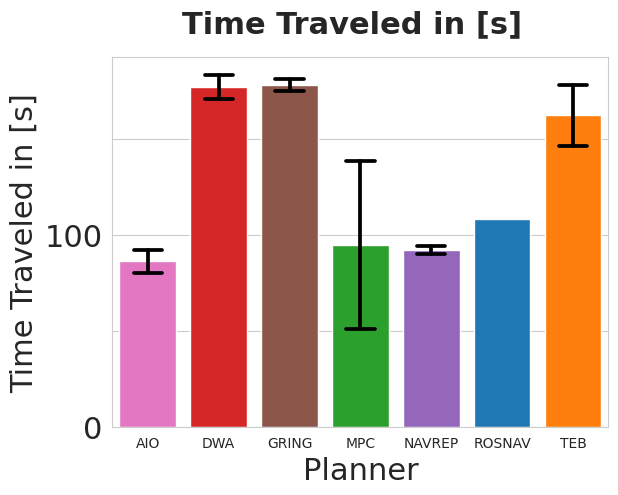 Time Traveled in [s]
Time Traveled in [s]
100
0
AIO DWA GRING MPC NAVREP ROSNAV TEB
Planner